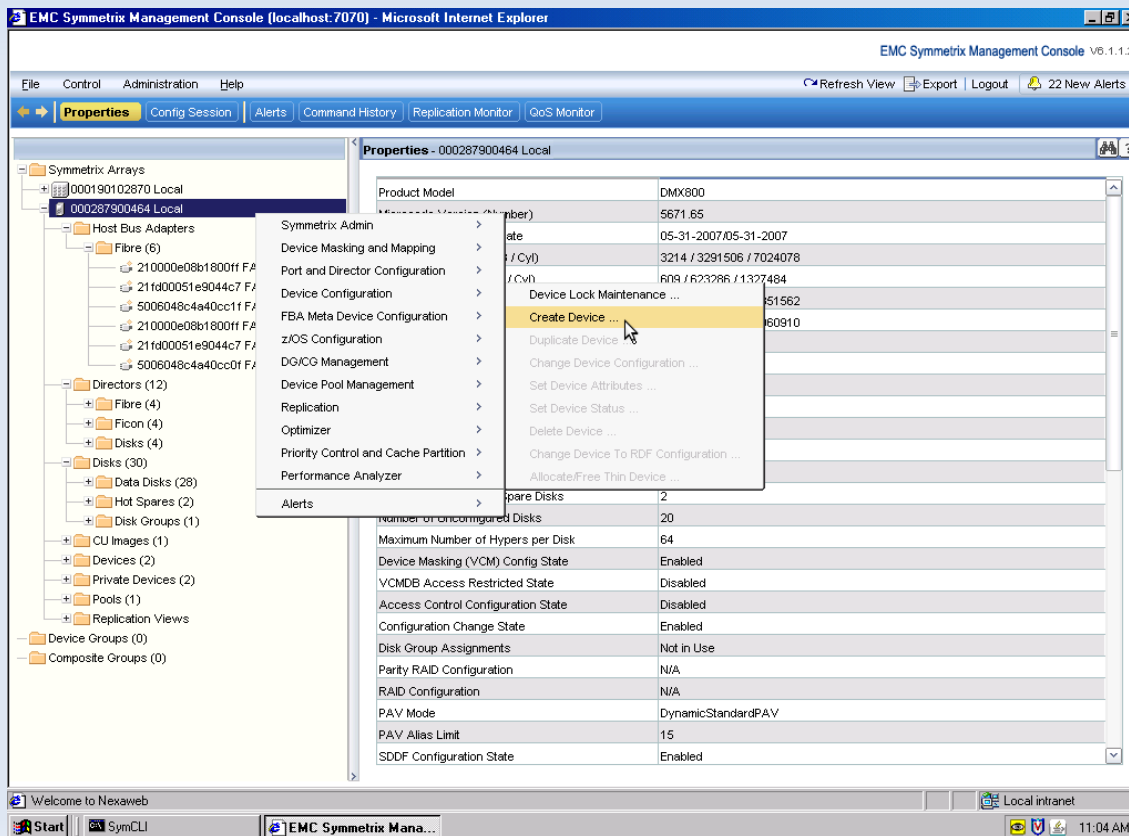 EMC Symmetrix Management Console (localhost:7070) - Microsoft Internet Explorer
EMC Symmetrix Management Console V6.1.1.
File Control Administration Help
Refresh View Export | Logout 22 New Alerts
Properties Config Session Alerts Command History Replication Monitor QoS Monitor
Symmetrix Arrays
000190102870 Local
000287900464 Local
Host Bus Adapters
Fibre (6)
210000e08b1800ff
21fd00051e9044c7
5006048c4a40cc1f
210000e08b1800ff
21fd00051e9044c7
5006048c4a40cc0f
Directors (12)
Fibre (4)
Ficon (4)
Disks (4)
Disks (30)
Data Disks (28)
Hot Spares (2)
Disk Groups (1)
CU Images (1)
Devices (2)
Private Devices (2)
Pools (1)
Replication Views
Device Groups (0)
Composite Groups (0)
Symmetrix Admin
Device Masking and Mapping
Port and Director Configuration
Device Configuration
FBA Meta Device Configuration
z/OS Configuration
DG/CG Management
Device Pool Management
Replication
Optimizer
Priority Control and Cache Partition
Performance Analyzer
Alerts
Device Lock Maintenance ...
Create Device ...
Duplicate Device
Change Device Configuration ...
Set Device Attributes ...
Set Device Status ...
Delete Device ...
Change Device To RDF Configuration ...
Allocate/Free Thin Device ...
Properties - 000287900464 Local
Product Model DMX800
5671.65
05-31-2007/05-31-2007
/ Cyl) 3214 / 3291506 / 7024078
/ Cyl) 609 / 623286 / 1327484
351562
Spare Disks 2
Number of Unconfigured Disks 20
Maximum Number of Hypers per Disk 64
Device Masking (VCM) Config State Enabled
VCMDB Access Restricted State Disabled
Access Control Configuration State Disabled
Configuration Change State Enabled
Disk Group Assignments Not in Use
Parity RAID Configuration N/A
RAID Configuration N/A
PAV Mode DynamicStandardPAV
PAV Alias Limit 15
SDDF Configuration State Enabled
Welcome to Nexaweb
Local intranet
Start SymCLI EMC Symmetrix Mana... 11:04 AM